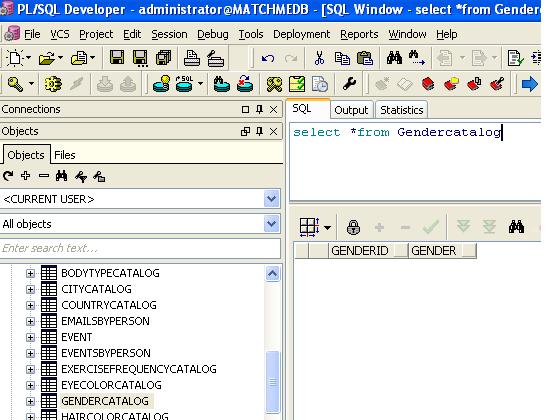 PL/SQL Developer - administrator@MATCHMEDB - [SQL Window - select *from Gender
File VCS Project Edit Session Debug Tools Deployment Reports Window Help
Connections
Objects
Objects Files
<CURRENT USER>
All objects
Enter search text...
BODYTYPECATALOG
CITYCATALOG
COUNTRYCATALOG
EMAILSBYPERSON
EVENT
EVENTSBYPERSON
EXERCISEFREQUENCYCATALOG
EYECOLORCATALOG
GENDERCATALOG
HAIRCOLORCATALOG
SQL Output Statistics
select *from Gendercatalog
GENDERID GENDER